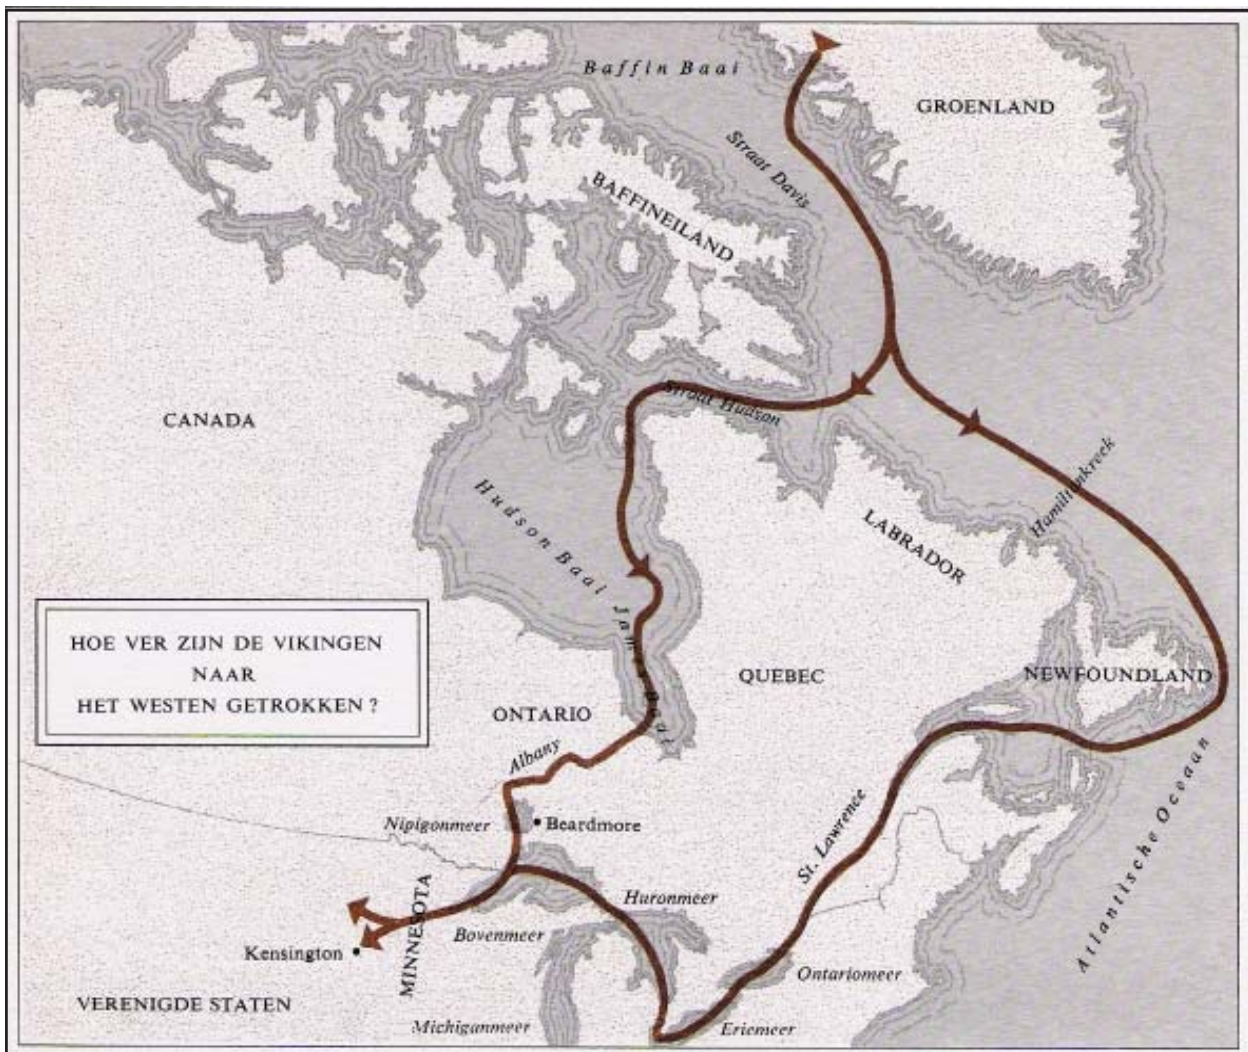 Baffin Baai
GROENLAND
Straat Davis
BAFFINEILAND
Straat Hudson
CANADA
Hudson Baai
Hamiltonkreek
LABRADOR
James Baai
HOE VER ZIJN DE VIKINGEN
NAAR
HET WESTEN GETROKKEN ?
QUEBEC
NEWFOUNDLAND
ONTARIO
Albany
Nipigonmeer
Beardmore
St. Lawrence
Atlantische Oceaan
MINNESOTA
Huronmeer
Bovenmeer
Kensington
Ontariomeer
VERENIGDE STATEN
Michiganmeer
Eriemeer